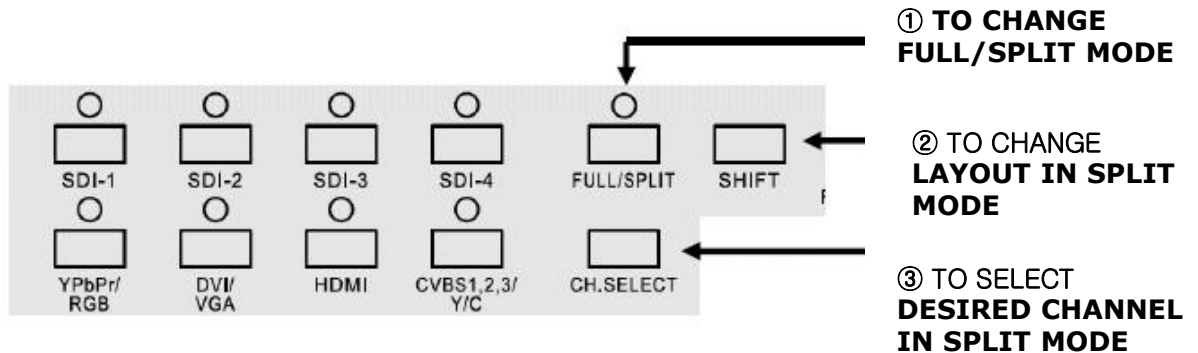 ① TO CHANGE
FULL/SPLIT MODE
SDI-1 SDI-2 SDI-3 SDI-4 FULL/SPLIT SHIFT
② TO CHANGE
LAYOUT IN SPLIT
MODE
YPbPr/ DVI/ HDMI CVBS1,2,3/ CH.SELECT
RGB VGA Y/C
③ TO SELECT
DESIRED CHANNEL
IN SPLIT MODE